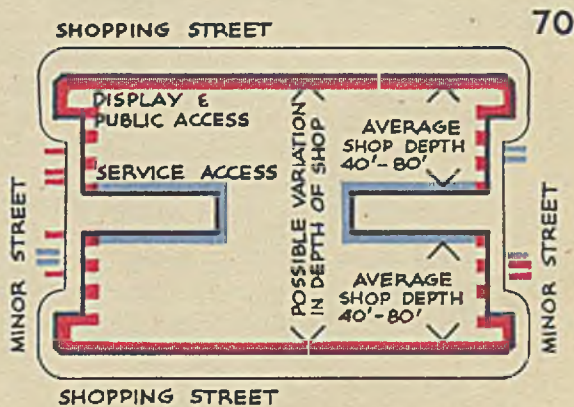 70
SHOPPING STREET
DISPLAY &
PUBLIC ACCESS
SERVICE ACCESS
POSSIBLE VARIATION
IN DEPTH OF SHOP
AVERAGE
SHOP DEPTH
40'-80'
AVERAGE
SHOP DEPTH
40'-80'
MINOR STREET
MINOR STREET
SHOPPING STREET